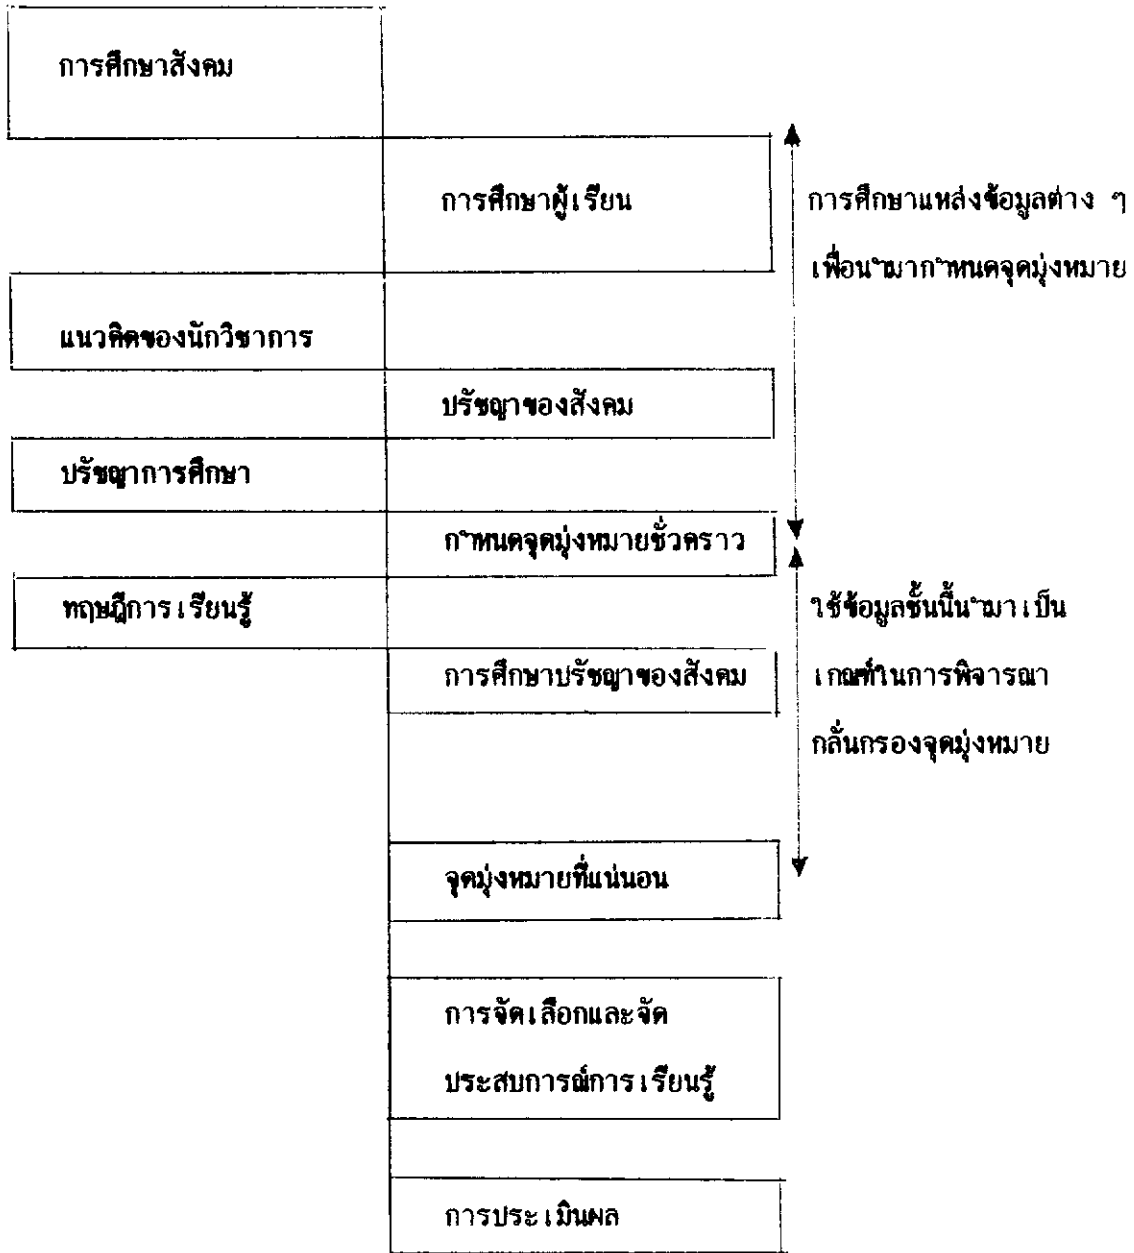 การศึกษาสังคม
การศึกษาผู้เรียน
การศึกษาแหล่งข้อมูลต่าง ๆ
เพื่อนำมากำหนดจุดมุ่งหมาย
แนวคิดของนักวิชาการ
ปรัชญาของสังคม
ปรัชญาการศึกษา
กำหนดจุดมุ่งหมายชั่วคราว
ทฤษฎีการเรียนรู้
ใช้ข้อมูลชั้นนี้นำมาเป็น
การศึกษาปรัชญาของสังคม
เกณฑ์ในการพิจารณา
กลั่นกรองจุดมุ่งหมาย
จุดมุ่งหมายที่แน่นอน
การจัดเลือกและจัด
ประสบการณ์การเรียนรู้
การประเมินผล